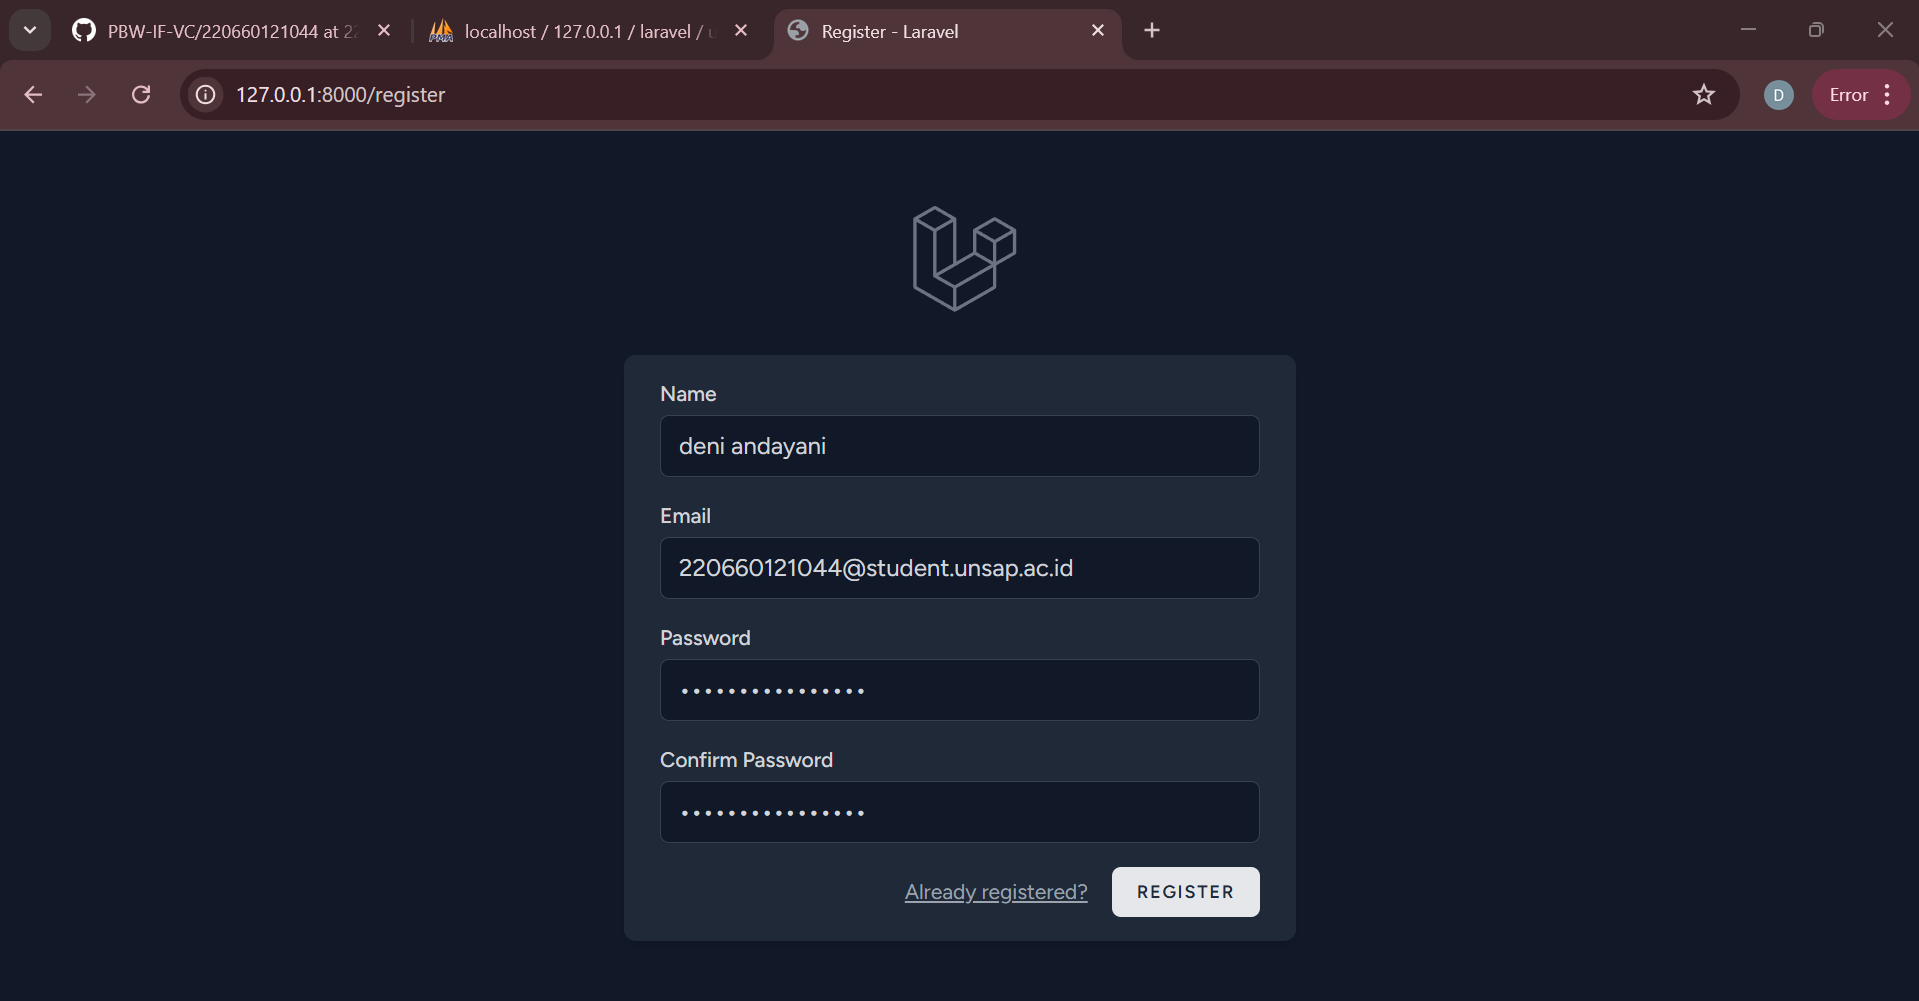 PBW-IF-VC/220660121044 at 22
localhost / 127.0.0.1 / laravel / u
Register - Laravel
127.0.0.1:8000/register
D
Error
Name
deni andayani
Email
220660121044@student.unsap.ac.id
Password
••••••••••••••••
Confirm Password
••••••••••••••••
Already registered?
REGISTER